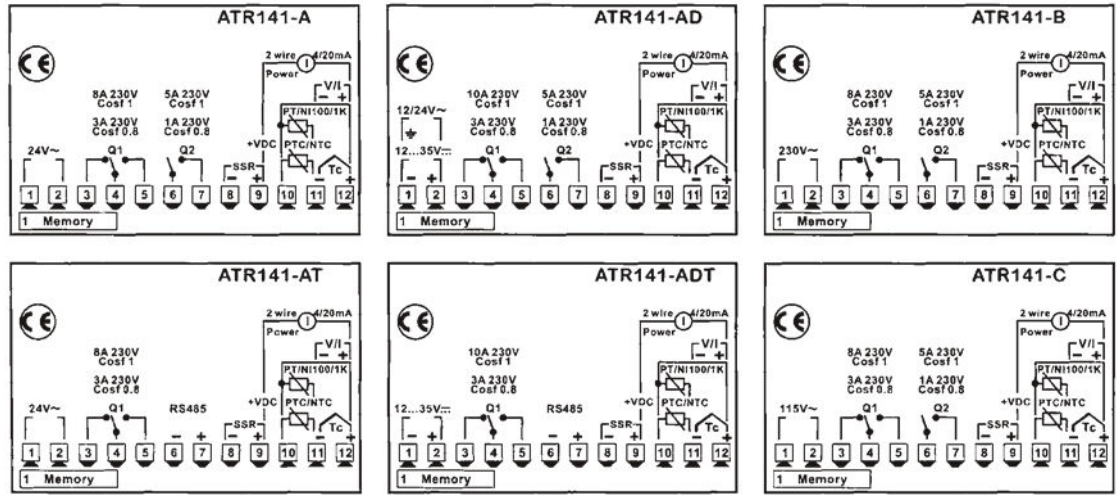 ATR141-A
CE
2 wire 4/20mA
Power
V/I
8A 230V 5A 230V
Cosf 1 Cosf 1
- +
PT/NI100/1K
3A 230V 1A 230V
Cosf 0.8 Cosf 0.8
24V~ Q1 Q2 +VDC PTC/NTC
SSR Tc
- + - +
1 2 3 4 5 6 7 8 9 10 11 12
1 Memory
ATR141-AD
CE
2 wire 4/20mA
Power
V/I
10A 230V 5A 230V
Cosf 1 Cosf 1
- +
12/24V~ PT/NI100/1K
3A 230V 1A 230V
Cosf 0.8 Cosf 0.8
+VDC PTC/NTC
12...35V Q1 Q2
SSR Tc
- + - + - +
1 2 3 4 5 6 7 8 9 10 11 12
1 Memory
ATR141-B
CE
2 wire 4/20mA
Power
V/I
8A 230V 5A 230V
Cosf 1 Cosf 1
- +
PT/NI100/1K
3A 230V 1A 230V
Cosf 0.8 Cosf 0.8
230V~ Q1 Q2 +VDC PTC/NTC
SSR Tc
- + - +
1 2 3 4 5 6 7 8 9 10 11 12
1 Memory
ATR141-AT
CE
2 wire 4/20mA
Power
V/I
8A 230V
Cosf 1
- +
PT/NI100/1K
3A 230V
Cosf 0.8
24V~ Q1 RS485 +VDC PTC/NTC
SSR Tc
- + - + - +
1 2 3 4 5 6 7 8 9 10 11 12
1 Memory
ATR141-ADT
CE
2 wire 4/20mA
Power
V/I
10A 230V
Cosf 1
- +
PT/NI100/1K
3A 230V
Cosf 0.8
12...35V Q1 RS485 +VDC PTC/NTC
SSR Tc
- + - + - + - +
1 2 3 4 5 6 7 8 9 10 11 12
1 Memory
ATR141-C
CE
2 wire 4/20mA
Power
V/I
8A 230V 5A 230V
Cosf 1 Cosf 1
- +
PT/NI100/1K
3A 230V 1A 230V
Cosf 0.8 Cosf 0.8
115V~ Q1 Q2 +VDC PTC/NTC
SSR Tc
- + - +
1 2 3 4 5 6 7 8 9 10 11 12
1 Memory